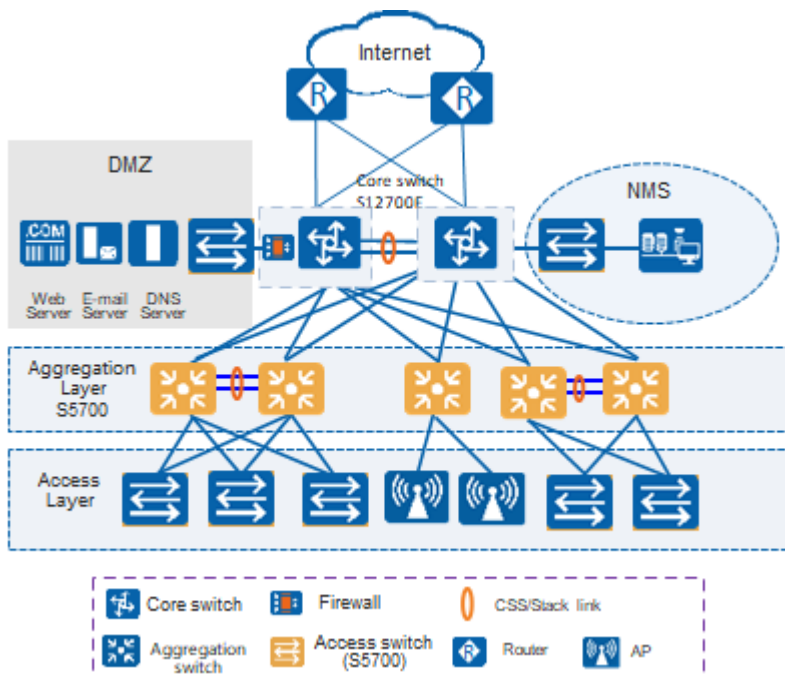 Internet
R
R
DMZ
Core switch
S12700E
NMS
.COM
Web
Server
E-mail
Server
DNS
Server
Aggregation
Layer
S5700
Access
Layer
Core switch
Firewall
CSS/Stack link
Aggregation
switch
Access switch
(S5700)
R
Router
AP